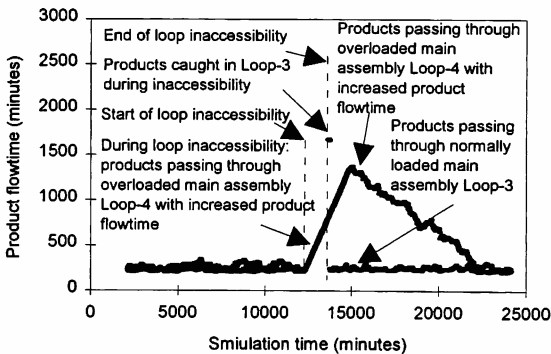 3000
2500
2000
1500
1000
500
0
Product flowtime (minutes)
End of loop inaccessibility
Products caught in Loop-3
during inaccessibility
Start of loop inaccessibility
During loop inaccessibility:
products passing through
overloaded main assembly
Loop-4 with increased product
flowtime
Products passing through
overloaded main
assembly Loop-4 with
increased product
flowtime
Products passing
through normally
loaded main
assembly Loop-3
0
5000
10000
15000
20000
25000
Smiulation time (minutes)